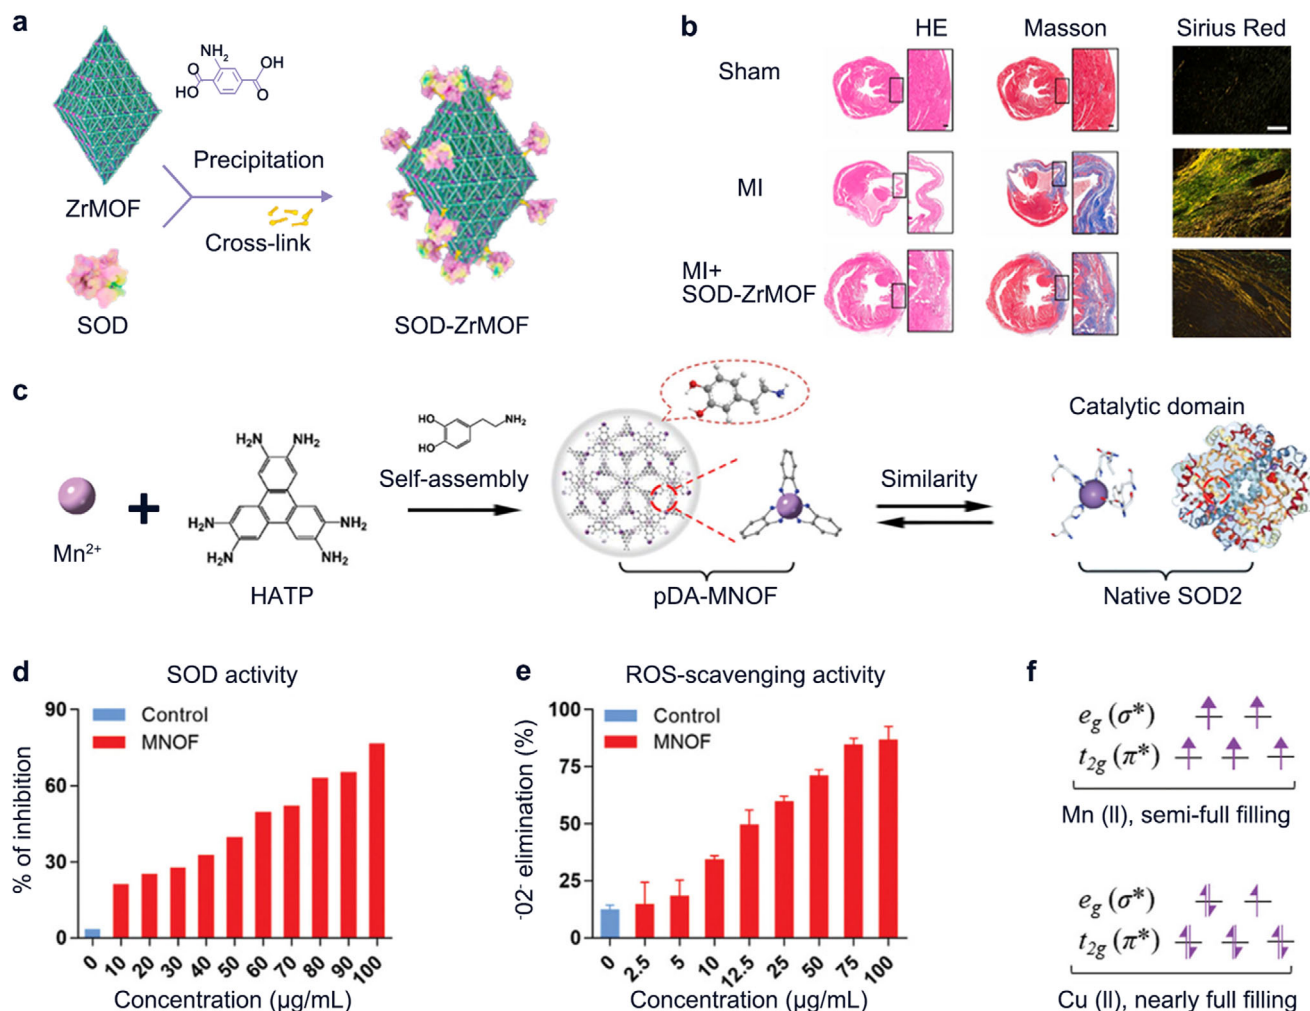 a
NH2
OH
O
O
HO
ZrMOF
Precipitation
Cross-link
SOD
SOD-ZrMOF
b
HE
Masson
Sirius Red
Sham
MI
MI+
SOD-ZrMOF
c
Mn2+
+
H2N
NH2
H2N
NH2
H2N
NH2
HATP
HO
HO
NH2
Self-assembly
pDA-MNOF
Similarity
Catalytic domain
Native SOD2
d
SOD activity
Control
MNOF
% of inhibition
90
60
30
0
0 10 20 30 40 50 60 70 80 90 100
Concentration (μg/mL)
e
ROS-scavenging activity
Control
MNOF
·02- elimination (%)
100
75
50
25
0
0 2.5 5 10 12.5 25 50 75 100
Concentration (μg/mL)
f
eg (σ*)
t2g (π*)
Mn (II), semi-full filling
eg (σ*)
t2g (π*)
Cu (II), nearly full filling